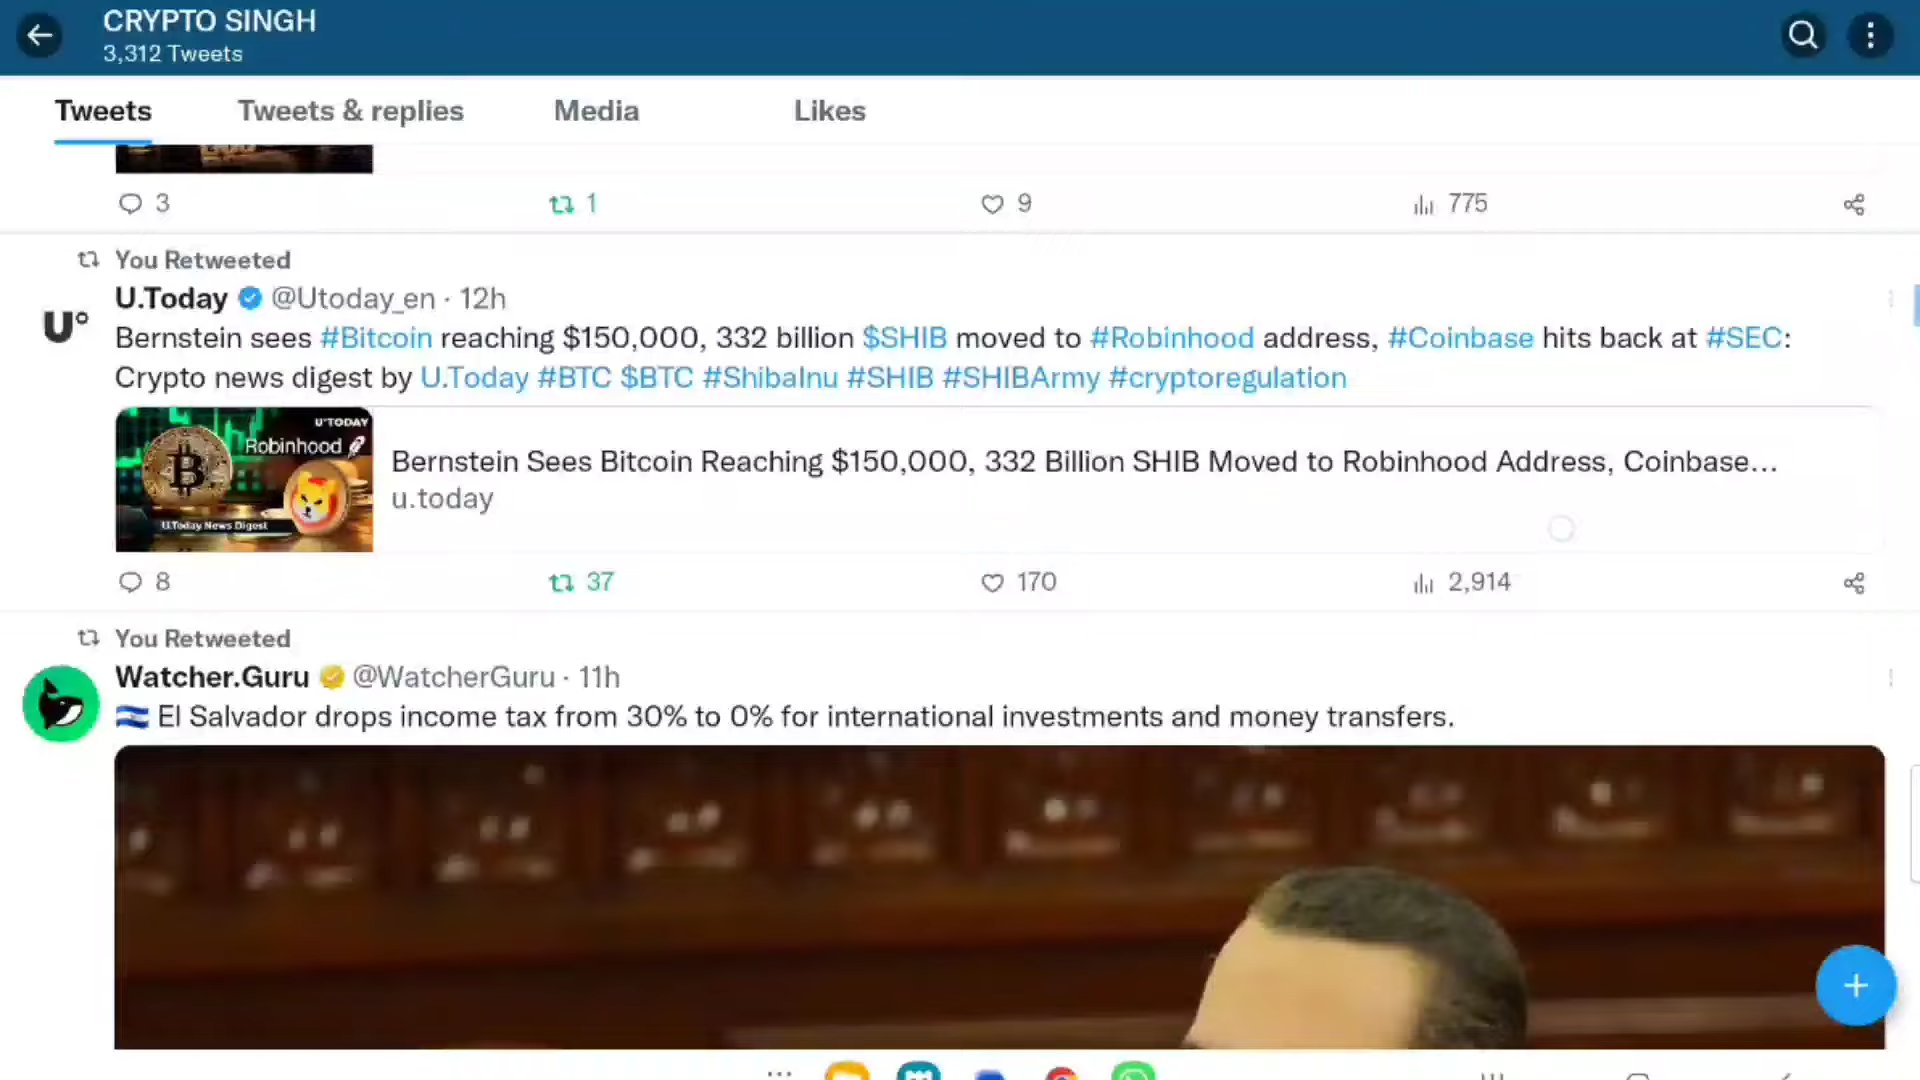 CRYPTO SINGH
3,312 Tweets
Tweets
Tweets & replies
Media
Likes
3
1
9
775
You Retweeted
U.Today @Utoday_en · 12h
Bernstein sees #Bitcoin reaching $150,000, 332 billion $SHIB moved to #Robinhood address, #Coinbase hits back at #SEC:
Crypto news digest by U.Today #BTC $BTC #ShibaInu #SHIB #SHIBArmy #cryptoregulation
U°
U°TODAY
Robinhood
U.Today News Digest
Bernstein Sees Bitcoin Reaching $150,000, 332 Billion SHIB Moved to Robinhood Address, Coinbase...
u.today
8
37
170
2,914
You Retweeted
Watcher.Guru @WatcherGuru · 11h
El Salvador drops income tax from 30% to 0% for international investments and money transfers.